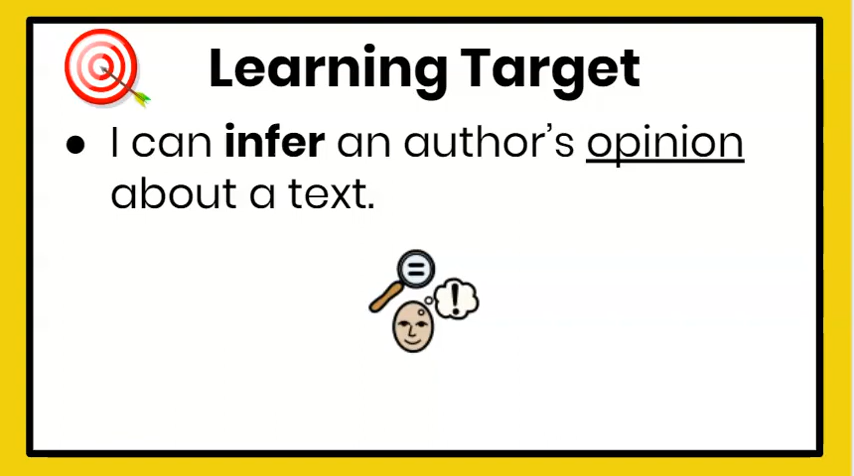 Learning Target
● I can infer an author’s opinion
about a text.